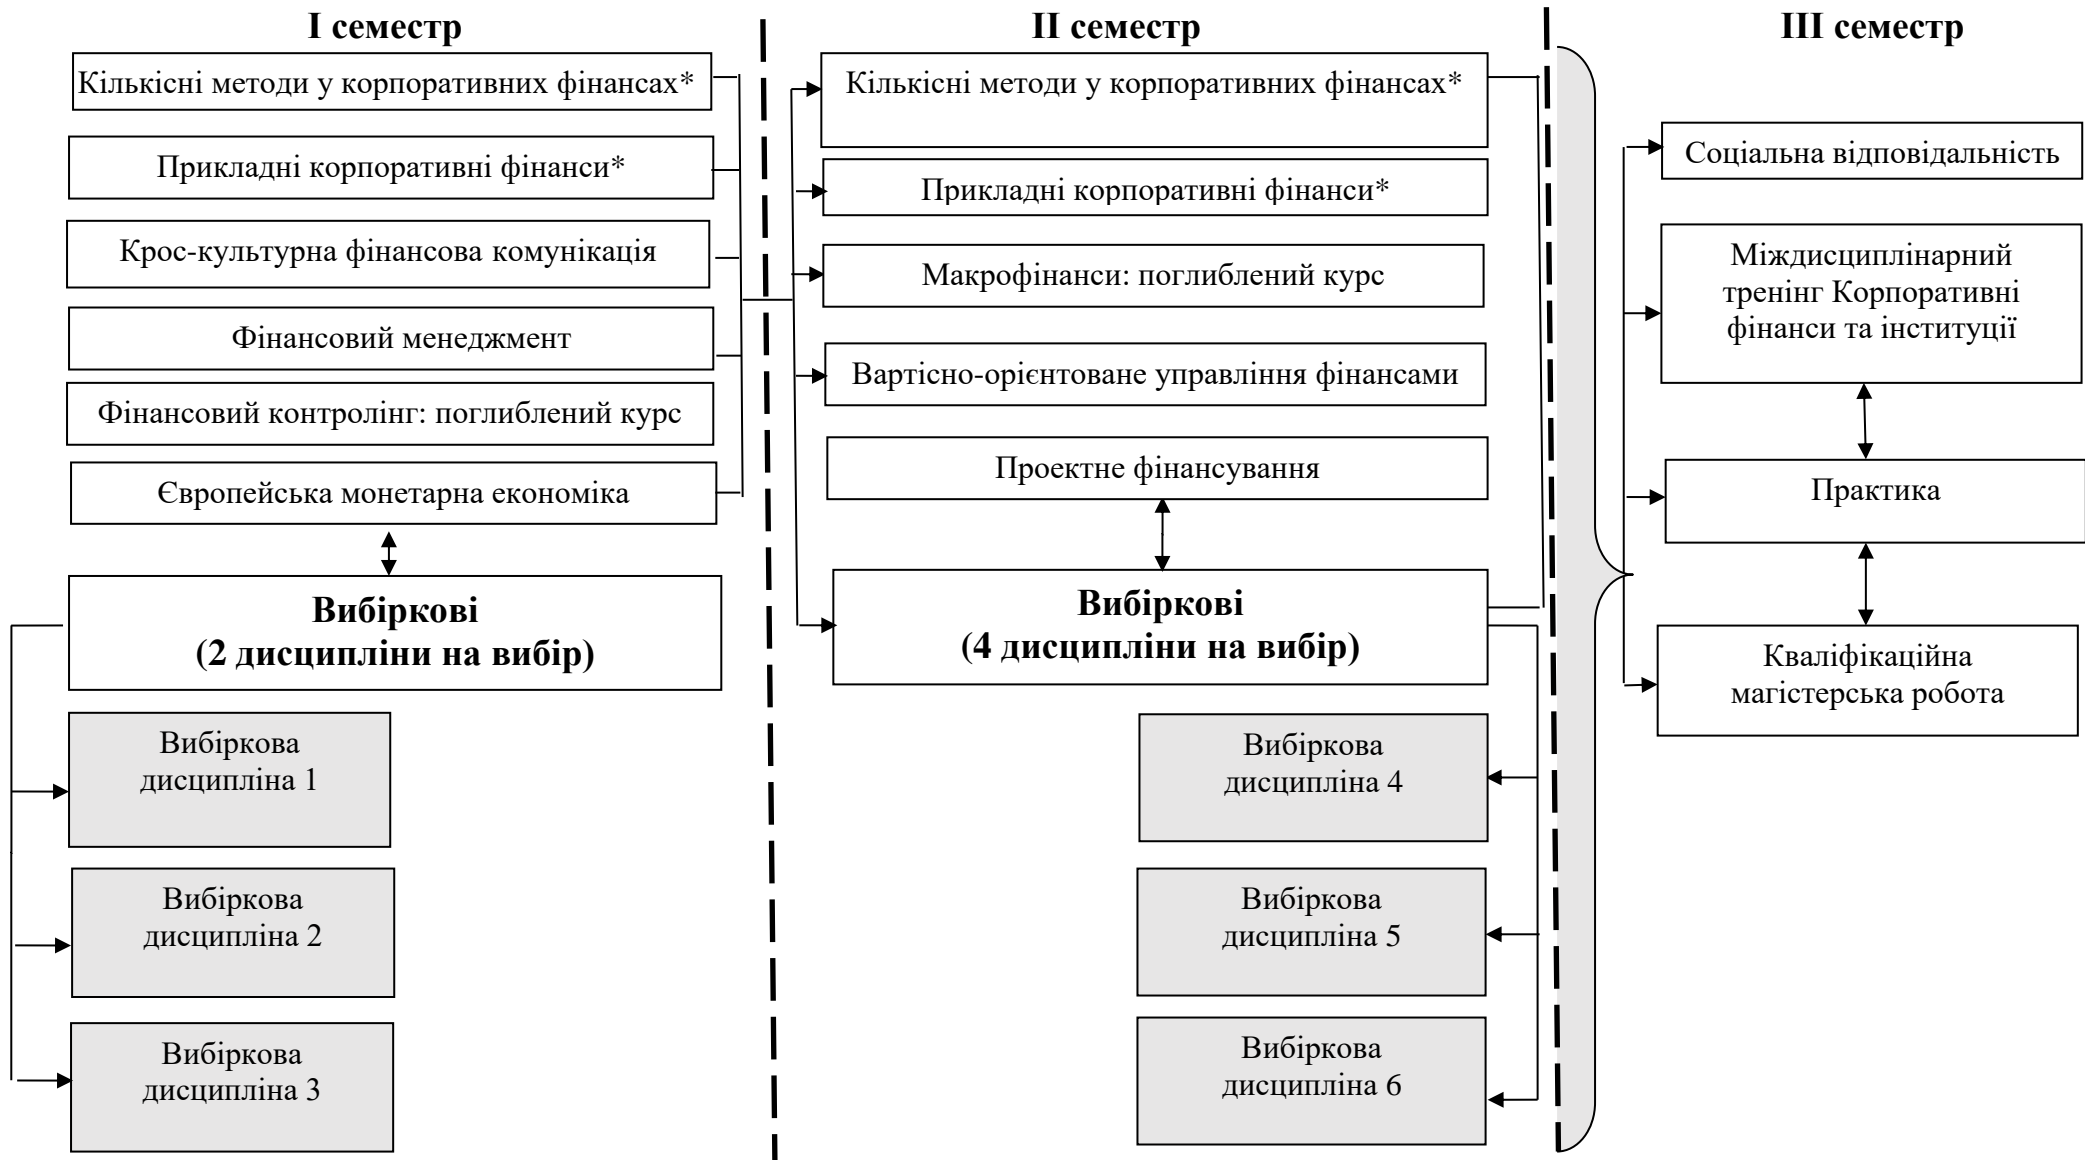 І семестр
Кількісні методи у корпоративних фінансах*
Прикладні корпоративні фінанси*
Крос-культурна фінансова комунікація
Фінансовий менеджмент
Фінансовий контролінг: поглиблений курс
Європейська монетарна економіка
Вибіркові
(2 дисципліни на вибір)
Вибіркова
дисципліна 1
Вибіркова
дисципліна 2
Вибіркова
дисципліна 3
ІІ семестр
Кількісні методи у корпоративних фінансах*
Прикладні корпоративні фінанси*
Макрофінанси: поглиблений курс
Вартісно-орієнтоване управління фінансами
Проектне фінансування
Вибіркові
(4 дисципліни на вибір)
Вибіркова
дисципліна 4
Вибіркова
дисципліна 5
Вибіркова
дисципліна 6
ІІІ семестр
Соціальна відповідальність
Міждисциплінарний
тренінг Корпоративні
фінанси та інституції
Практика
Кваліфікаційна
магістерська робота